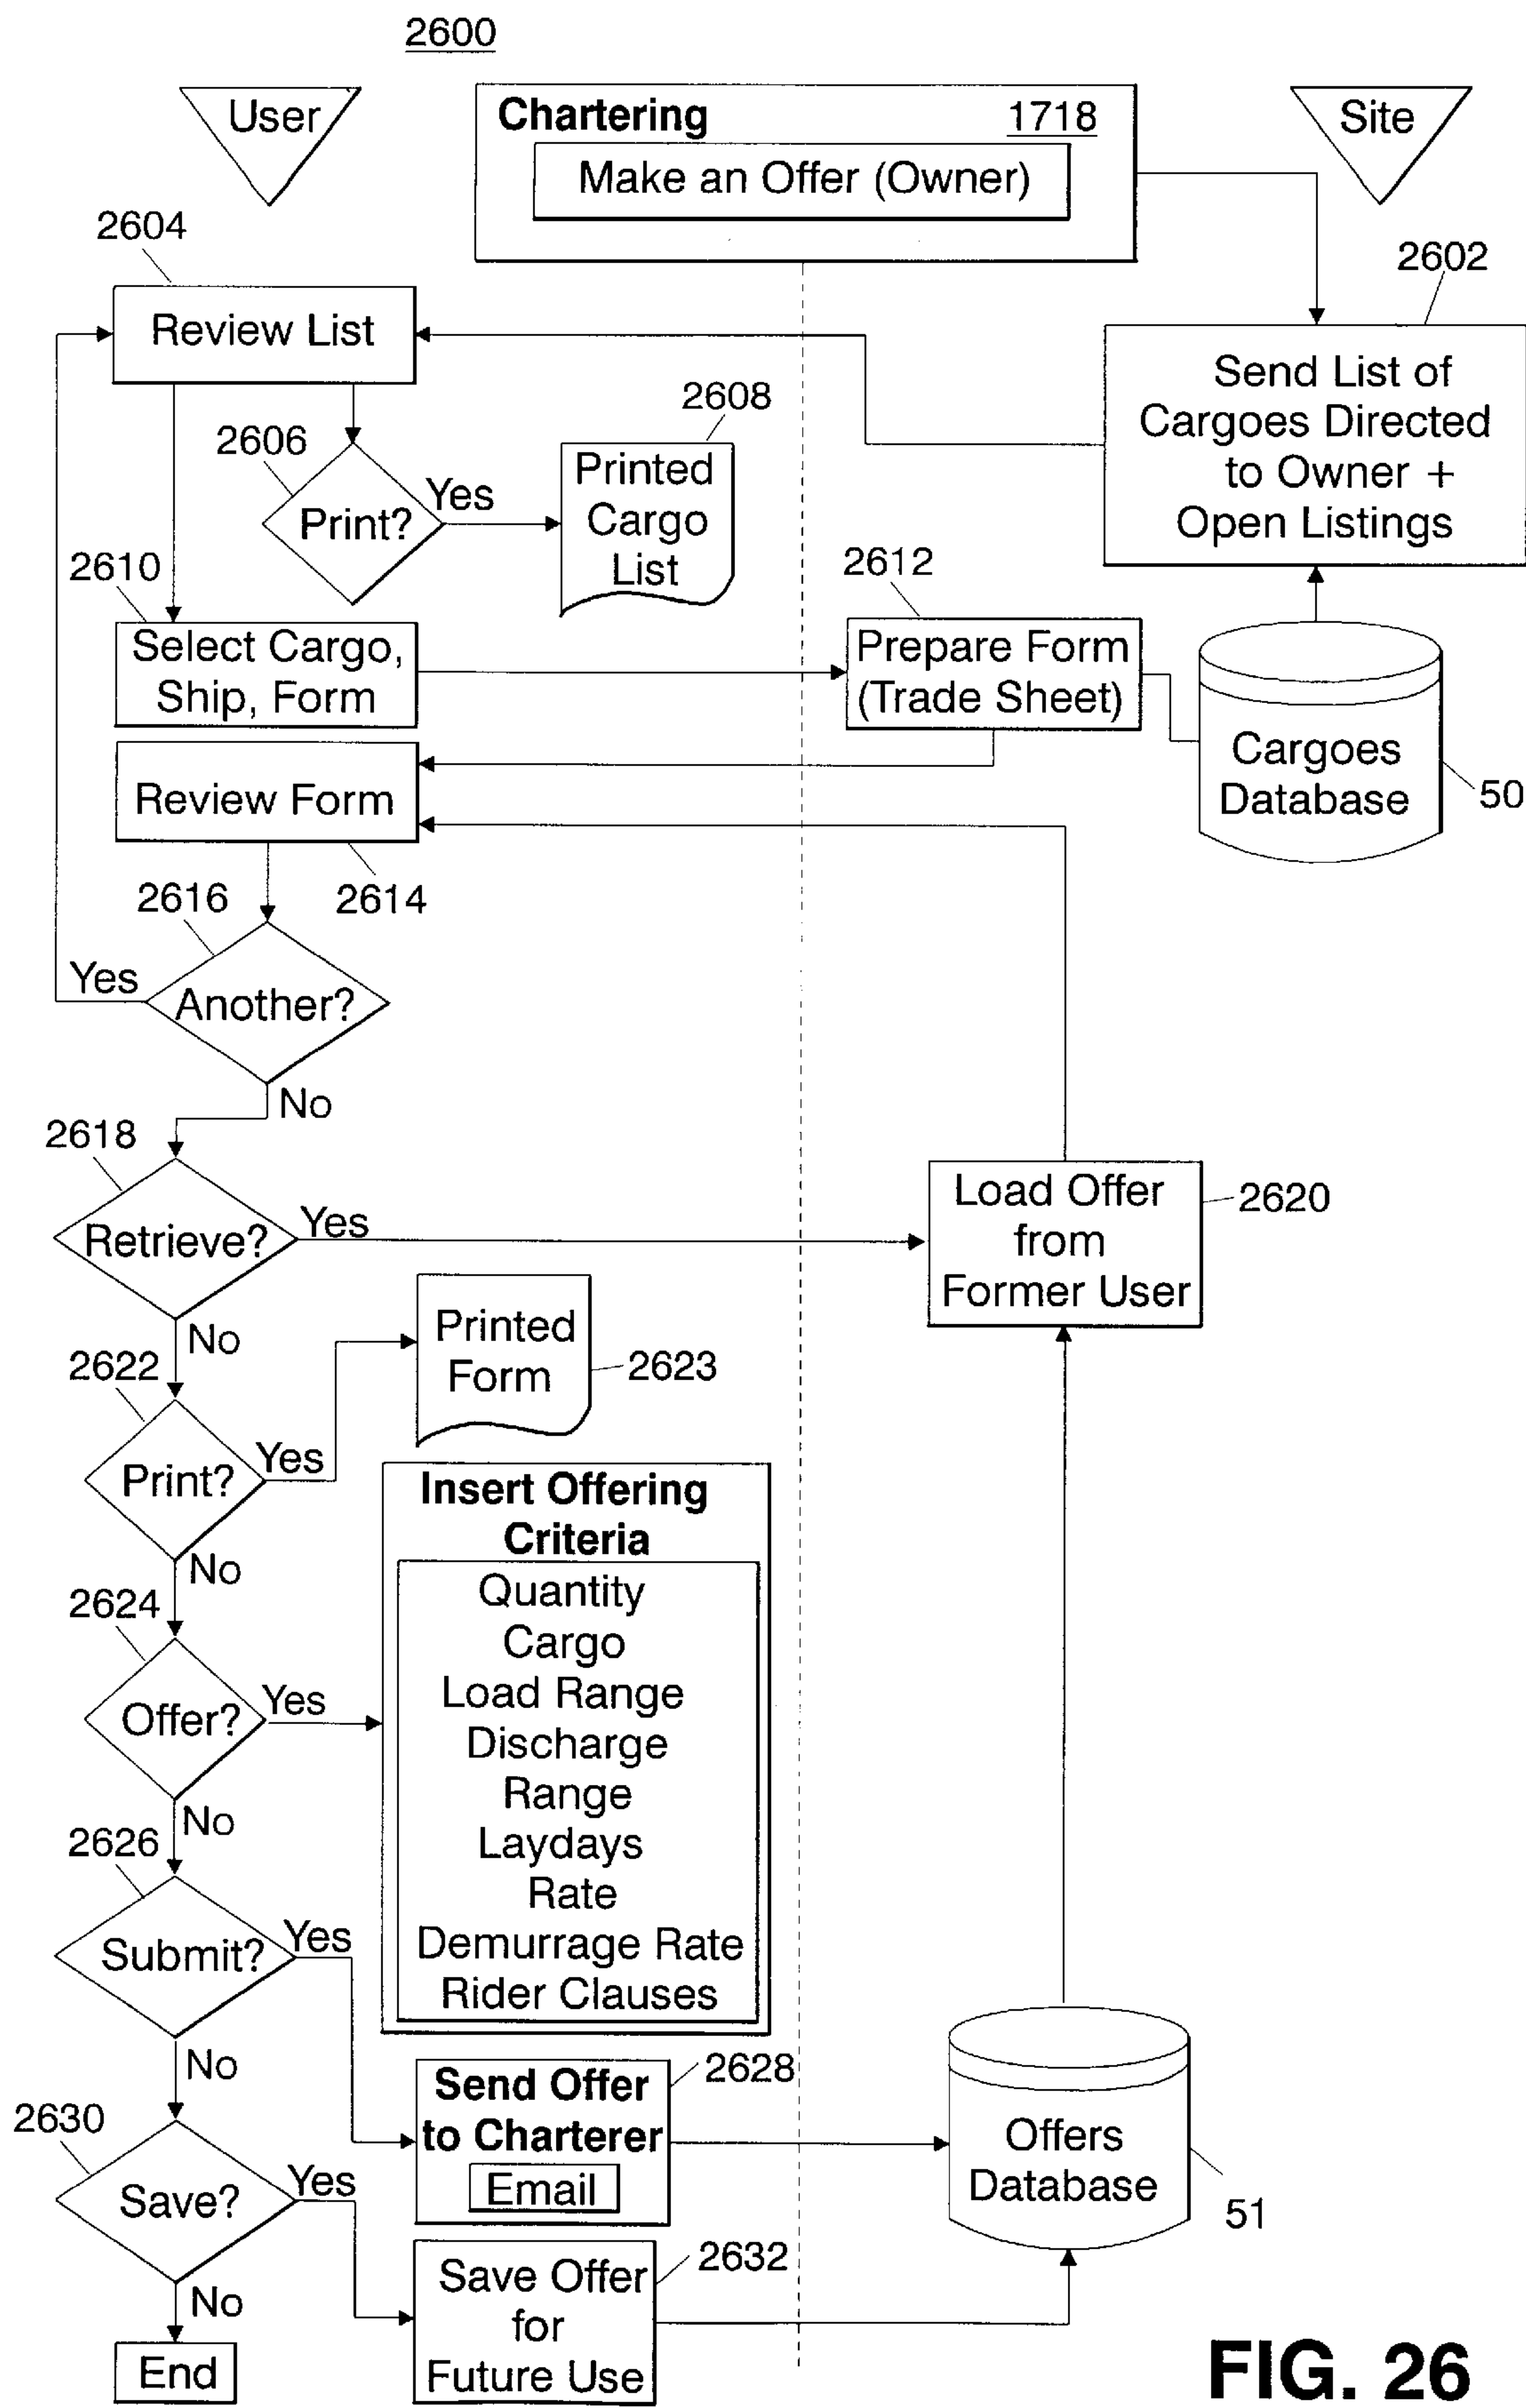 2600
User
Chartering 1718
Make an Offer (Owner)
Site
2604
2602
Review List
Send List of
Cargoes Directed
to Owner +
Open Listings
2606
Print?
Yes
2608
Printed
Cargo
List
2610
Select Cargo,
Ship, Form
2612
Prepare Form
(Trade Sheet)
Cargoes
Database
50
Review Form
2614
2616
Yes
Another?
No
2618
Retrieve?
Yes
Load Offer
from
Former User
2620
No
2622
Print?
Yes
Printed
Form
2623
No
Insert Offering
Criteria
Quantity
Cargo
Load Range
Discharge
Range
Laydays
Rate
Demurrage Rate
Rider Clauses
2624
Offer?
Yes
No
2626
Submit?
Yes
No
Send Offer
to Charterer
Email
2628
Offers
Database
51
2630
Save?
Yes
Save Offer
for
Future Use
2632
No
End
FIG. 26